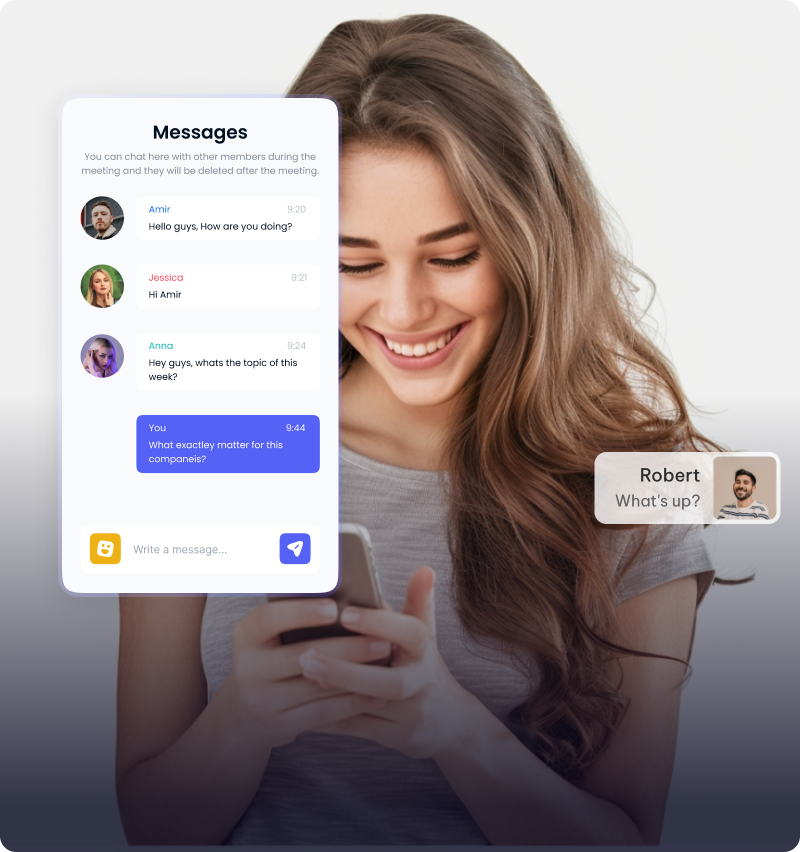 Messages
You can chat here with other members during the
meeting and they will be deleted after the meeting.
Amir 9:20
Hello guys, How are you doing?
Jessica 9:21
Hi Amir
Anna 9:24
Hey guys, whats the topic of this
week?
You 9:44
What exactley matter for this
companeis?
Write a message...
Robert
What's up?